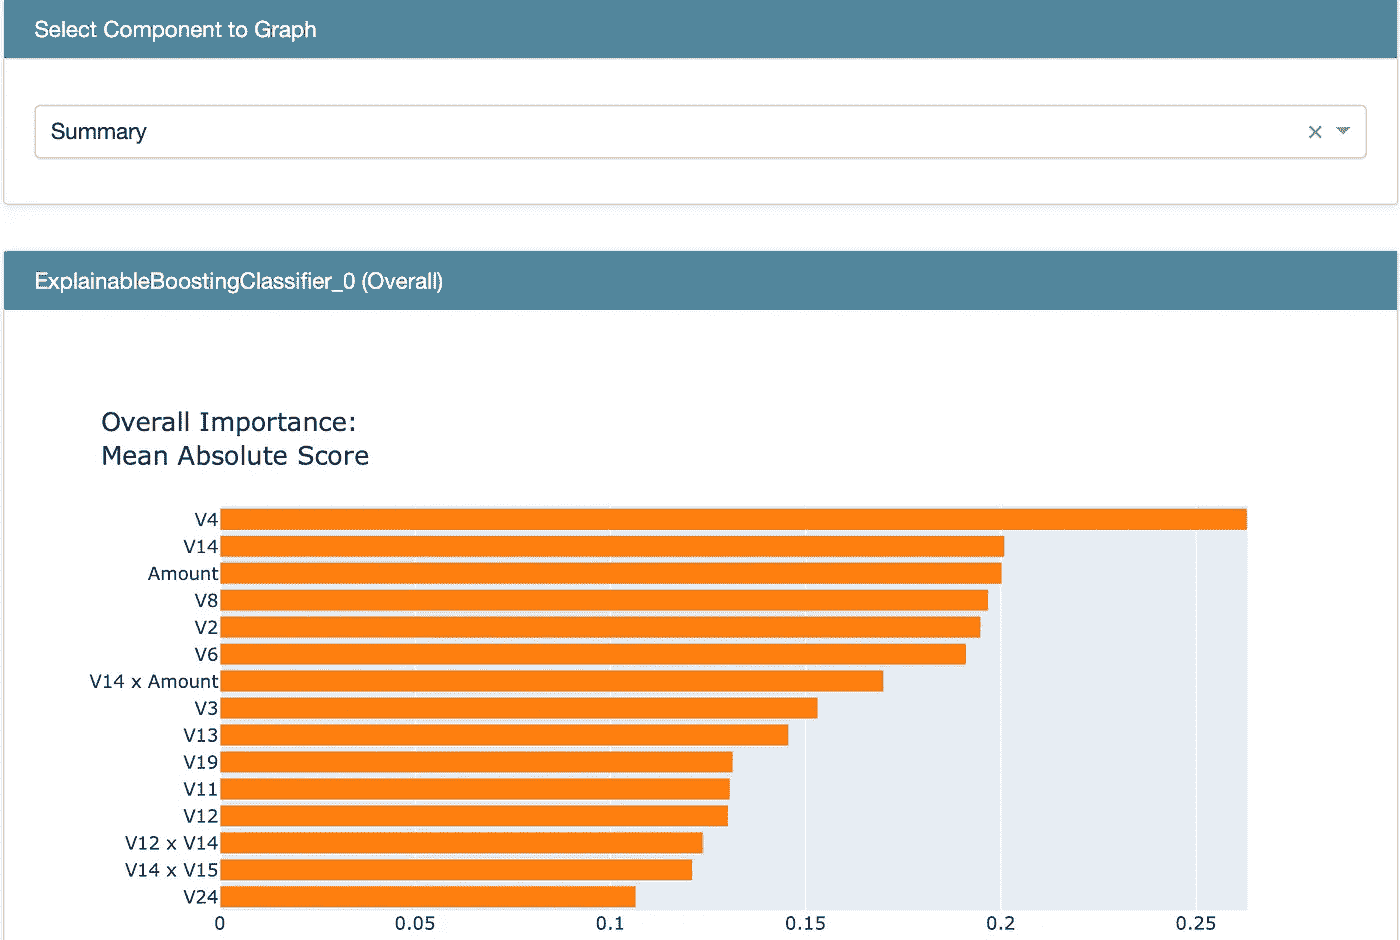 Select Component to Graph
Summary
ExplainableBoostingClassifier_0 (Overall)
Overall Importance:
Mean Absolute Score
V4
V14
Amount
V8
V2
V6
V14 x Amount
V3
V13
V19
V11
V12
V12 x V14
V14 x V15
V24
0 0.05 0.1 0.15 0.2 0.25